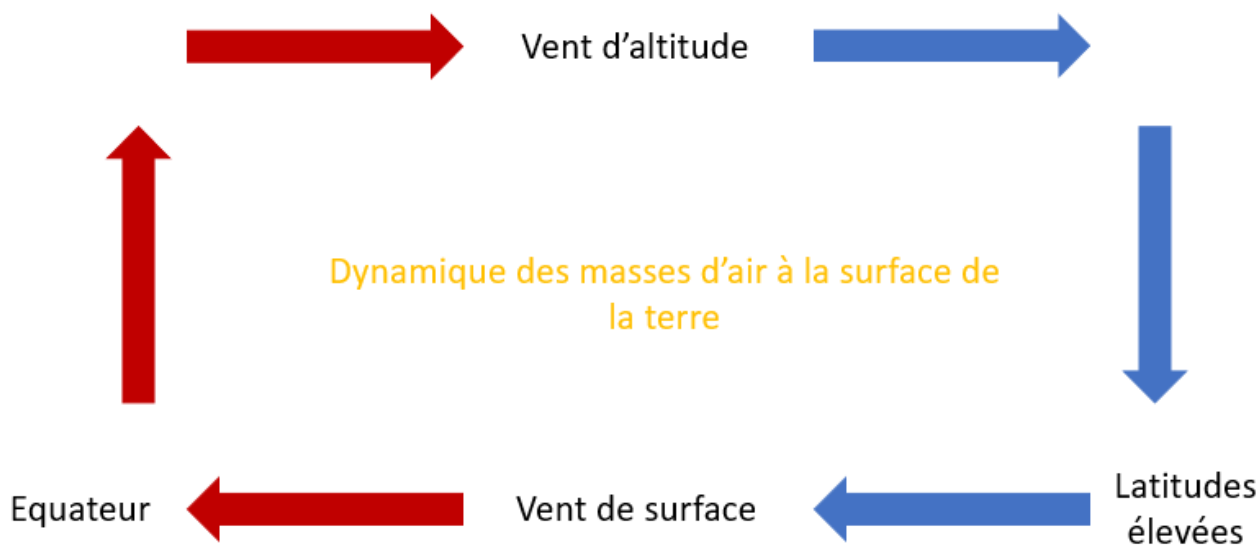 Vent d’altitude
Dynamique des masses d’air à la surface de
la terre
Equateur
Vent de surface
Latitudes
élevées